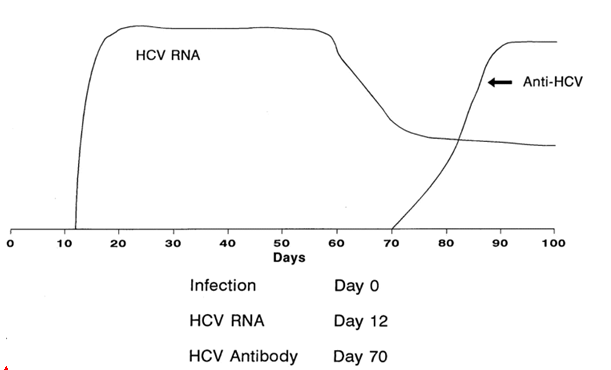 HCV RNA
Anti-HCV
0 10 20 30 40 50 60 70 80 90 100
Days
Infection Day 0
HCV RNA Day 12
HCV Antibody Day 70